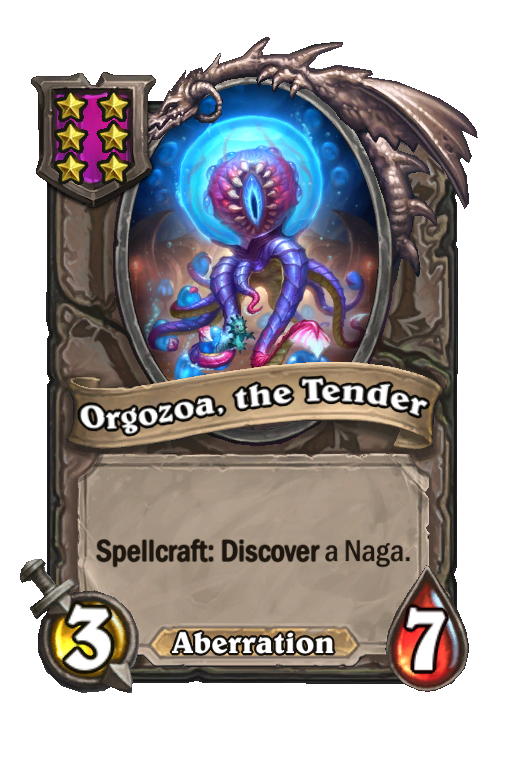 Orgozoa, the Tender
Spellcraft: Discover a Naga.
3
Aberration
7